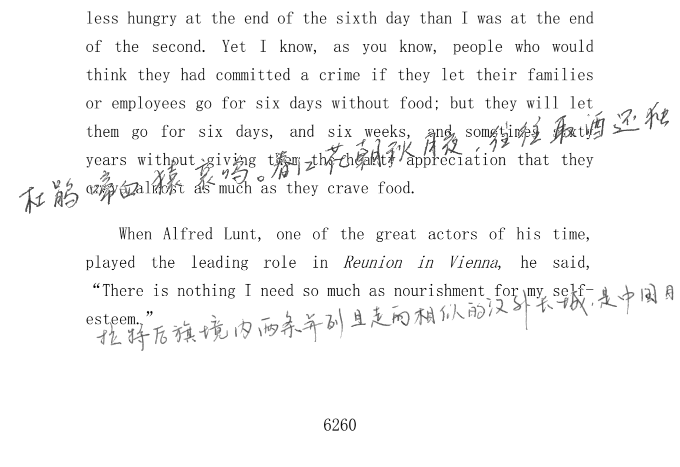 less hungry at the end of the sixth day than I was at the end
of the second. Yet I know, as you know, people who would
think they had committed a crime if they let their families
or employees go for six days without food; but they will let
them go for six days, and six weeks, and sometimes sixty
years without giving them the hearty appreciation that they
crave almost as much as they crave food.
杜鹃啼血猿哀鸣。春江花朝秋月夜，往往取酒还独
When Alfred Lunt, one of the great actors of his time,
played the leading role in Reunion in Vienna, he said,
“There is nothing I need so much as nourishment for my self-
esteem.”
拉特后旗境内两条并列且走向相似的汉外长城，是中国目
6260